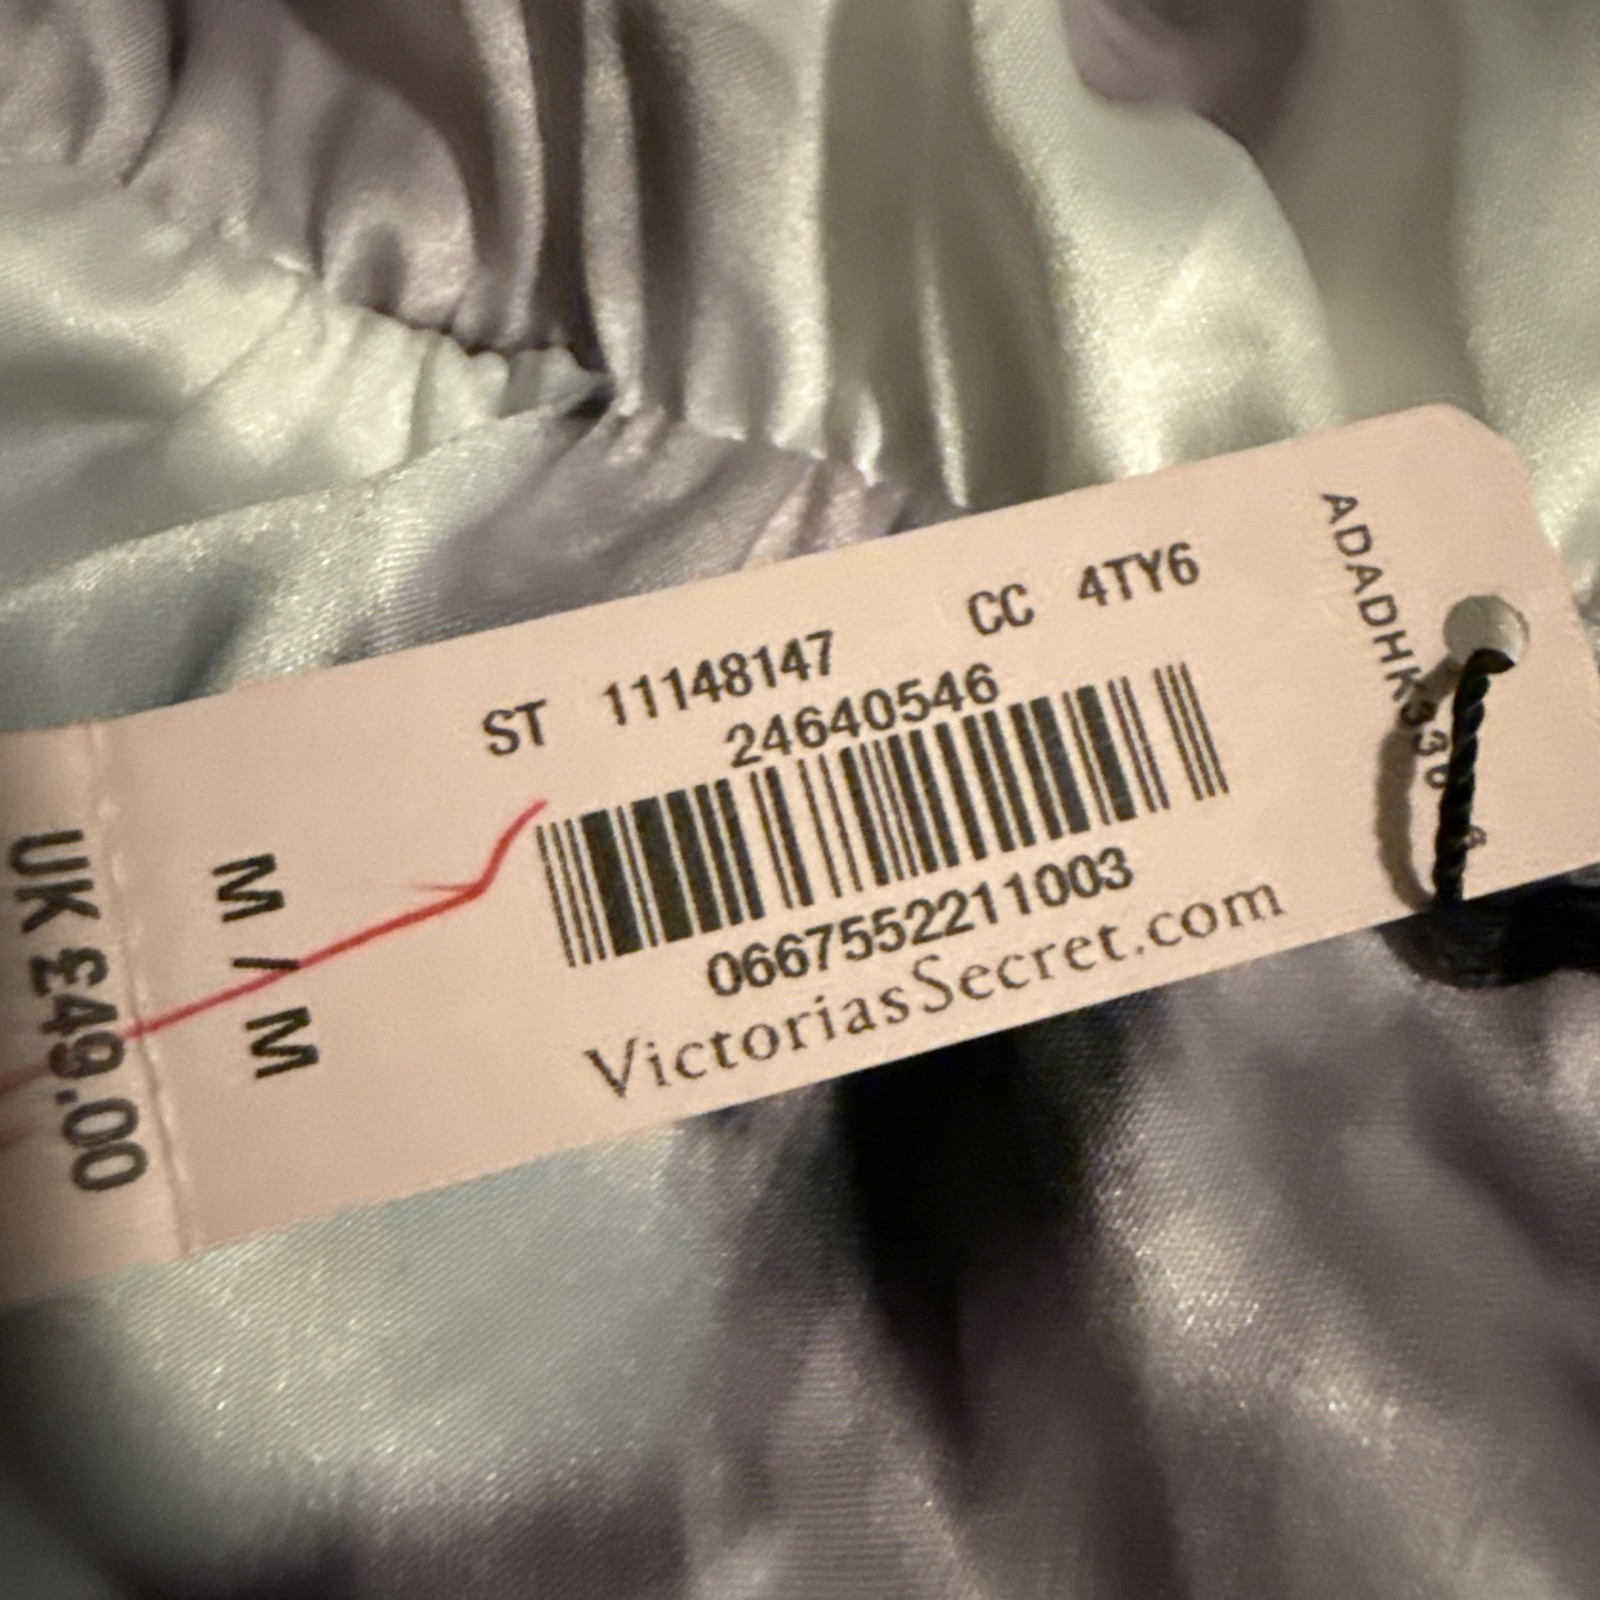 ST 11148147 CC 4TY6
24640546
0667552211003
VictoriasSecret.com
M / M
UK £49.00